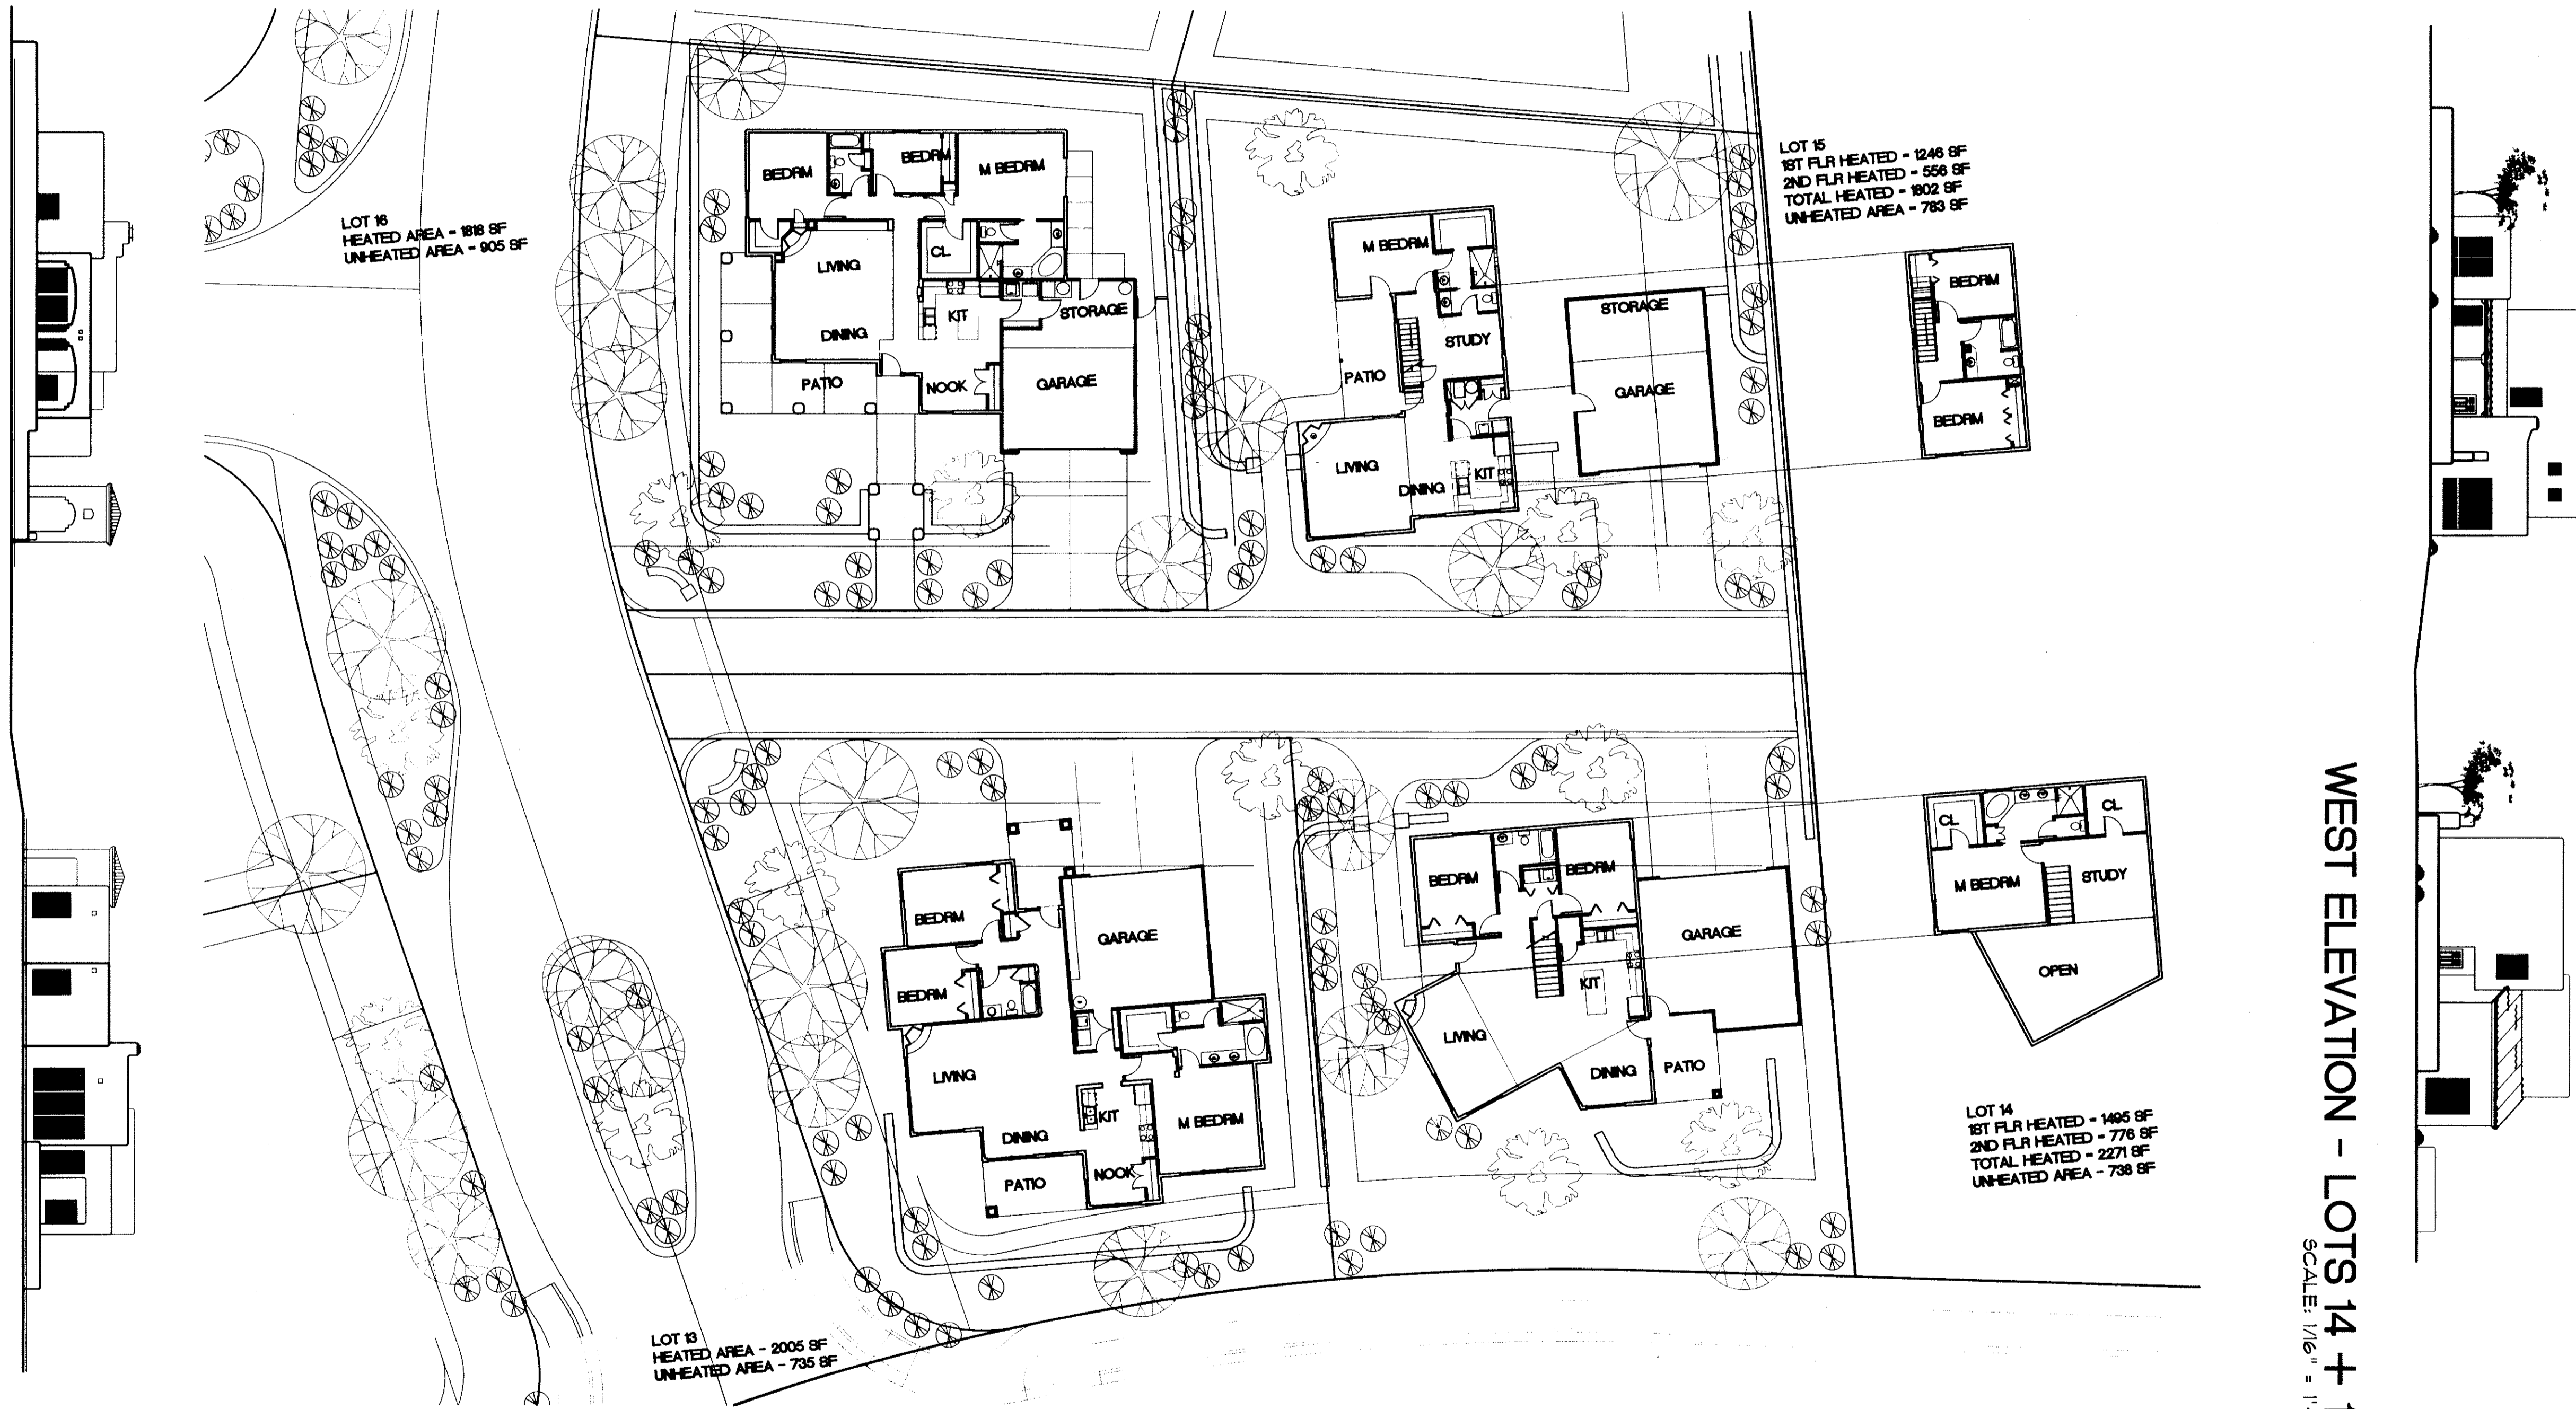 LOT 16
HEATED AREA - 1818 SF
UNHEATED AREA - 905 SF
BEDRM
BEDRM
M BEDRM
LIVING
CL
DINING
KIT
STORAGE
PATIO
NOOK
GARAGE
LOT 15
1ST FLR HEATED - 1246 SF
2ND FLR HEATED - 556 SF
TOTAL HEATED - 1802 SF
UNHEATED AREA - 783 SF
M BEDRM
STUDY
PATIO
LIVING
DINING
KIT
STORAGE
GARAGE
BEDRM
BEDRM
BEDRM
BEDRM
GARAGE
LIVING
DINING
KIT
M BEDRM
PATIO
NOOK
BEDRM
BEDRM
GARAGE
KIT
LIVING
DINING
PATIO
CL
CL
M BEDRM
STUDY
OPEN
LOT 14
1ST FLR HEATED - 1495 SF
2ND FLR HEATED - 776 SF
TOTAL HEATED - 2271 SF
UNHEATED AREA - 738 SF
LOT 13
HEATED AREA - 2005 SF
UNHEATED AREA - 735 SF
WEST ELEVATION - LOTS 14 +
SCALE: 1/16" = 1'